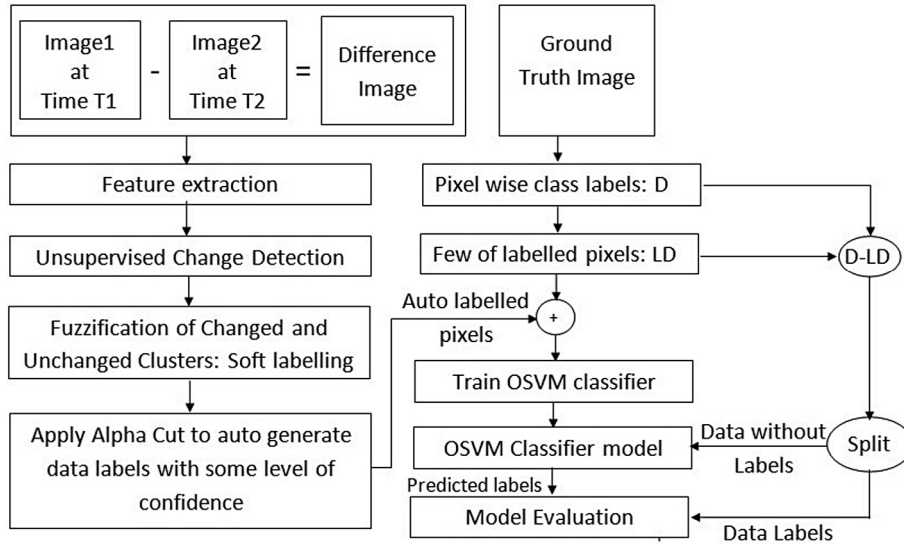 Image1
at
Time T1
-
Image2
at
Time T2
=
Difference
Image
Ground
Truth Image
Feature extraction
Pixel wise class labels: D
Unsupervised Change Detection
Few of labelled pixels: LD
D-LD
Fuzzification of Changed and
Unchanged Clusters: Soft labelling
Auto labelled
pixels
+
Train OSVM classifier
Apply Alpha Cut to auto generate
data labels with some level of
confidence
OSVM Classifier model
Data without
Labels
Split
Predicted labels
Model Evaluation
Data Labels